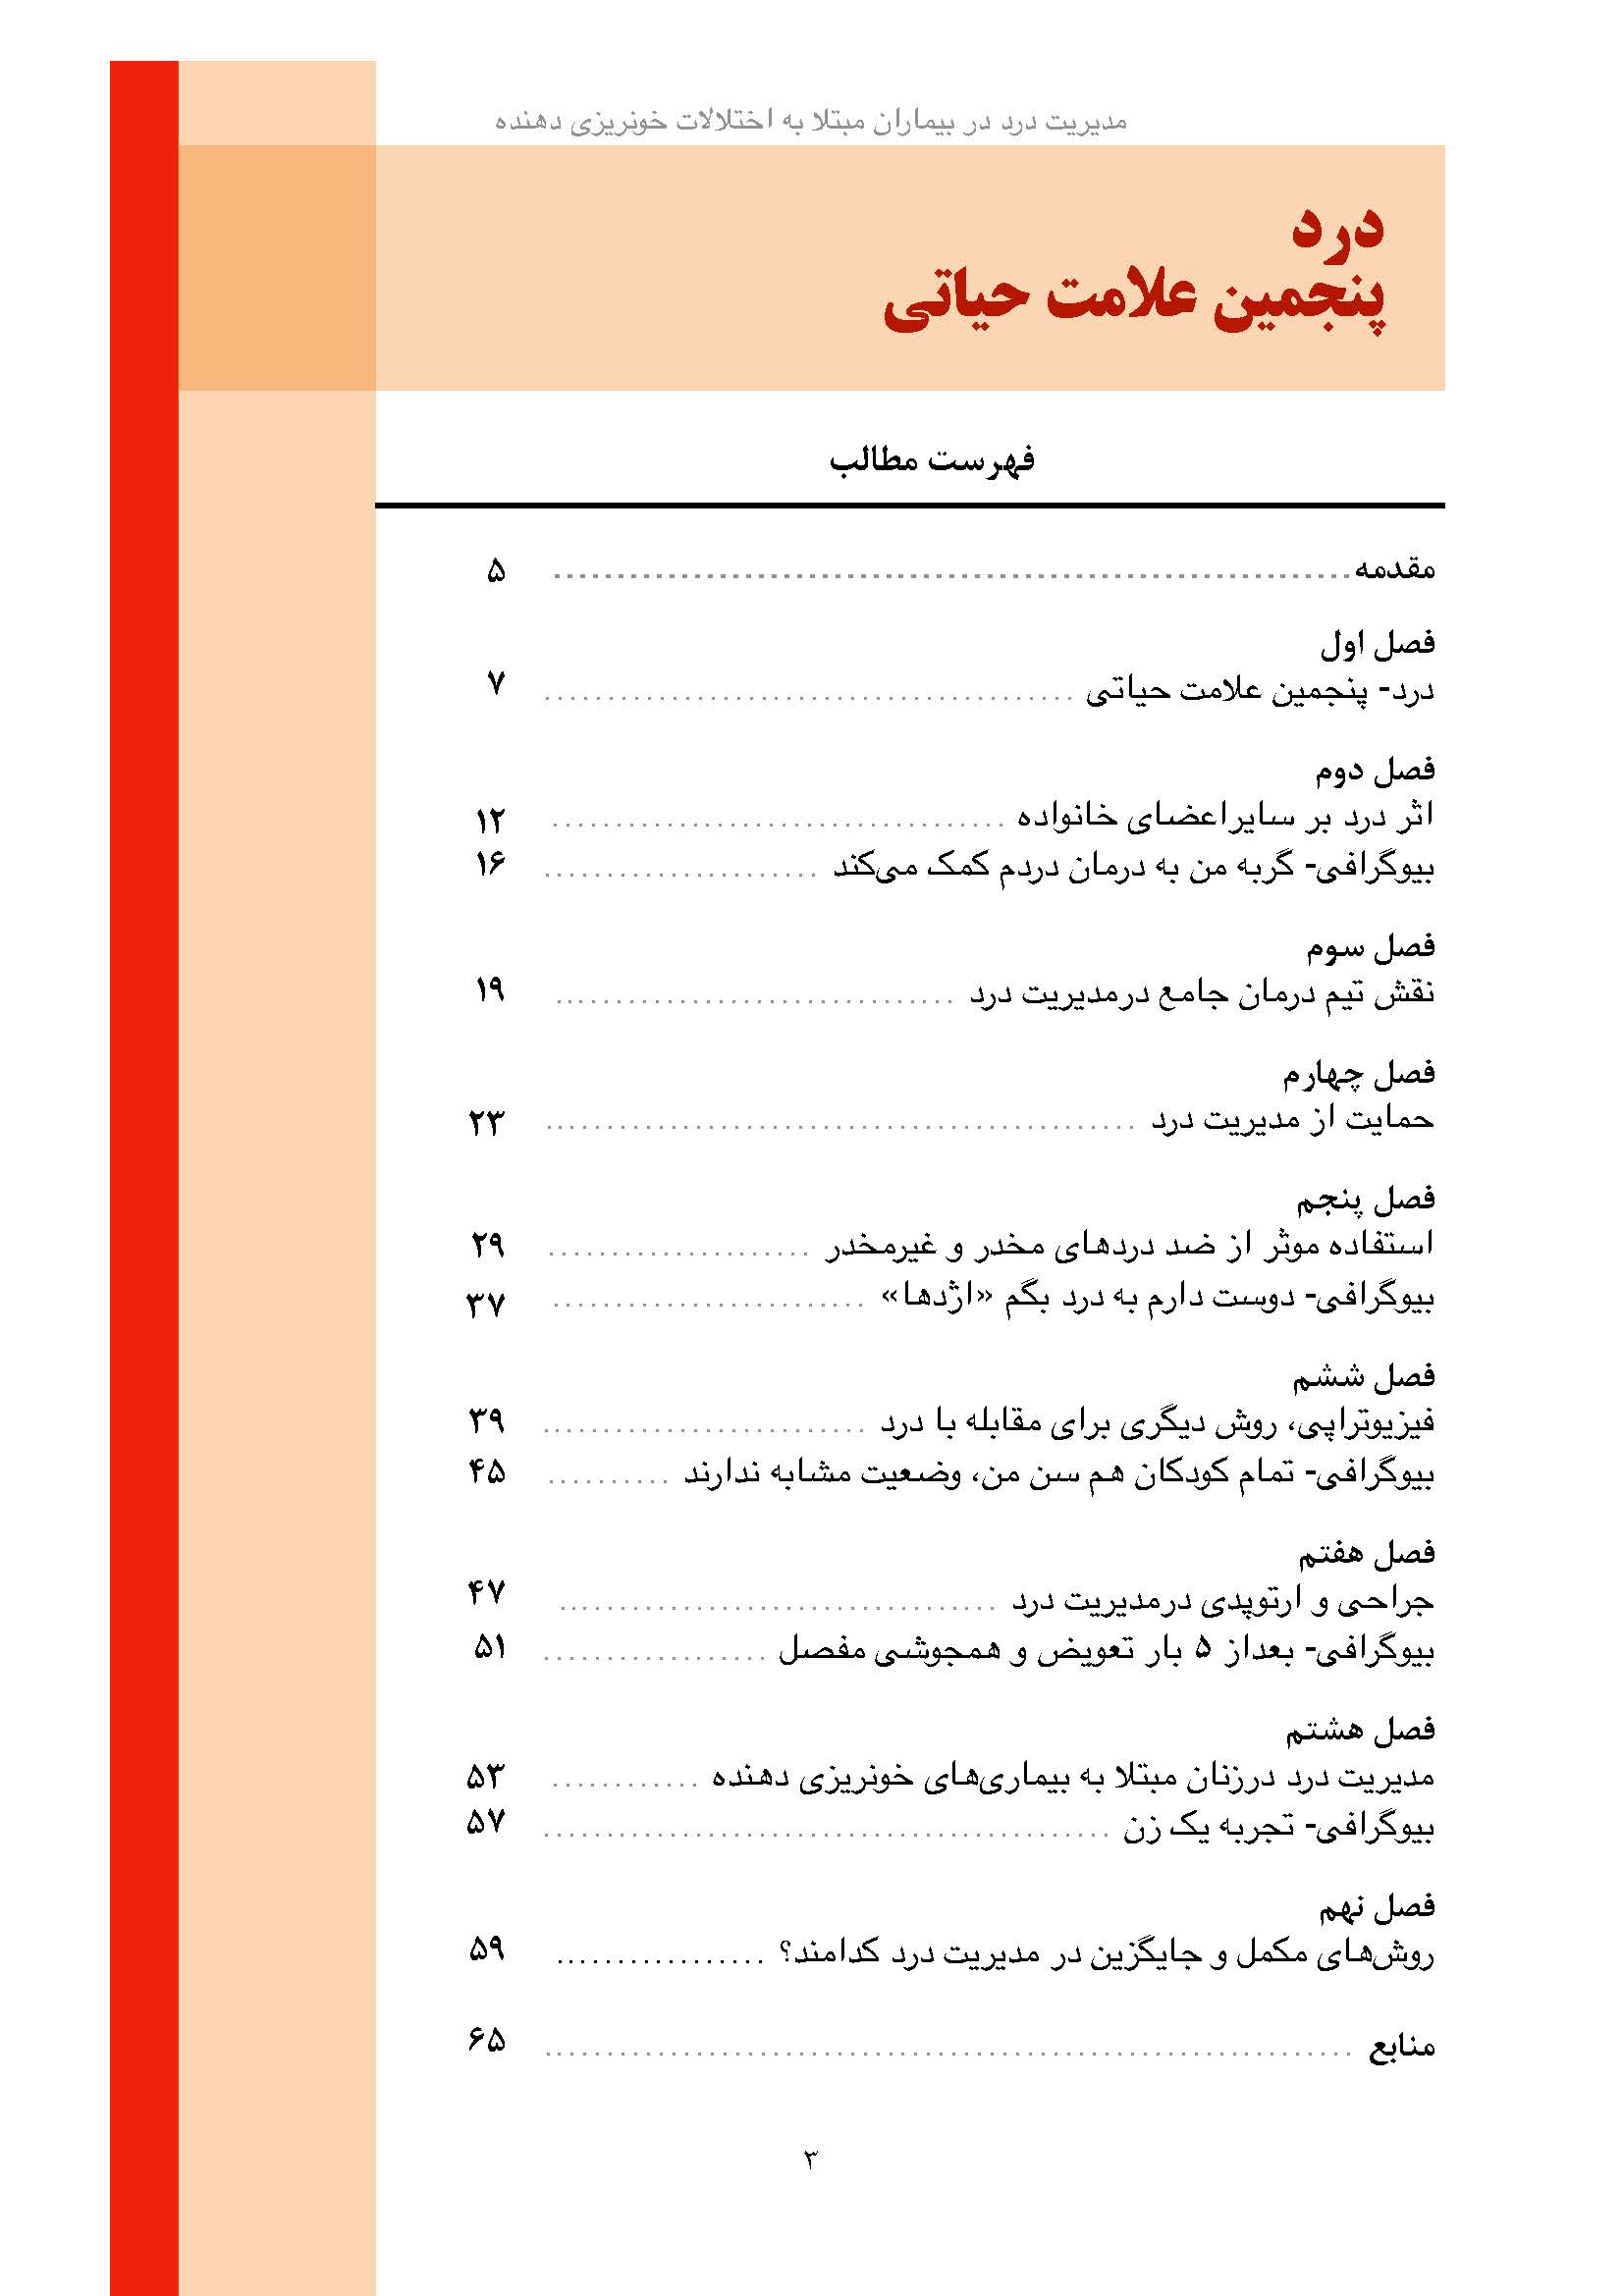 مدیریت درد در بیماران مبتلا به اختلالات خونریزی دهنده
درد
پنجمین علامت حیاتی
فهرست مطالب
مقدمه ................................................................ ۵
فصل اول
درد- پنجمین علامت حیاتی ........................................... ۷
فصل دوم
اثر درد بر سایراعضای خانواده ..................................... ۱۲
بیوگرافی- گربه من به درمان دردم کمک می‌کند ...................... ۱۶
فصل سوم
نقش تیم درمان جامع درمدیریت درد ................................ ۱۹
فصل چهارم
حمایت از مدیریت درد ............................................... ۲۳
فصل پنجم
استفاده موثر از ضد دردهای مخدر و غیرمخدر ..................... ۲۹
بیوگرافی- دوست دارم به درد بگم «اژدها» ......................... ۳۷
فصل ششم
فیزیوتراپی، روش دیگری برای مقابله با درد .......................... ۳۹
بیوگرافی- تمام کودکان هم سن من، وضعیت مشابه ندارند .......... ۴۵
فصل هفتم
جراحی و ارتوپدی درمدیریت درد ................................... ۴۷
بیوگرافی- بعداز ۵ بار تعویض و همجوشی مفصل .................. ۵۱
فصل هشتم
مدیریت درد درزنان مبتلا به بیماری‌های خونریزی دهنده ............ ۵۳
بیوگرافی- تجربه یک زن .............................................. ۵۷
فصل نهم
روش‌های مکمل و جایگزین در مدیریت درد کدامند؟ ................. ۵۹
منابع ................................................................ ۶۵
۳